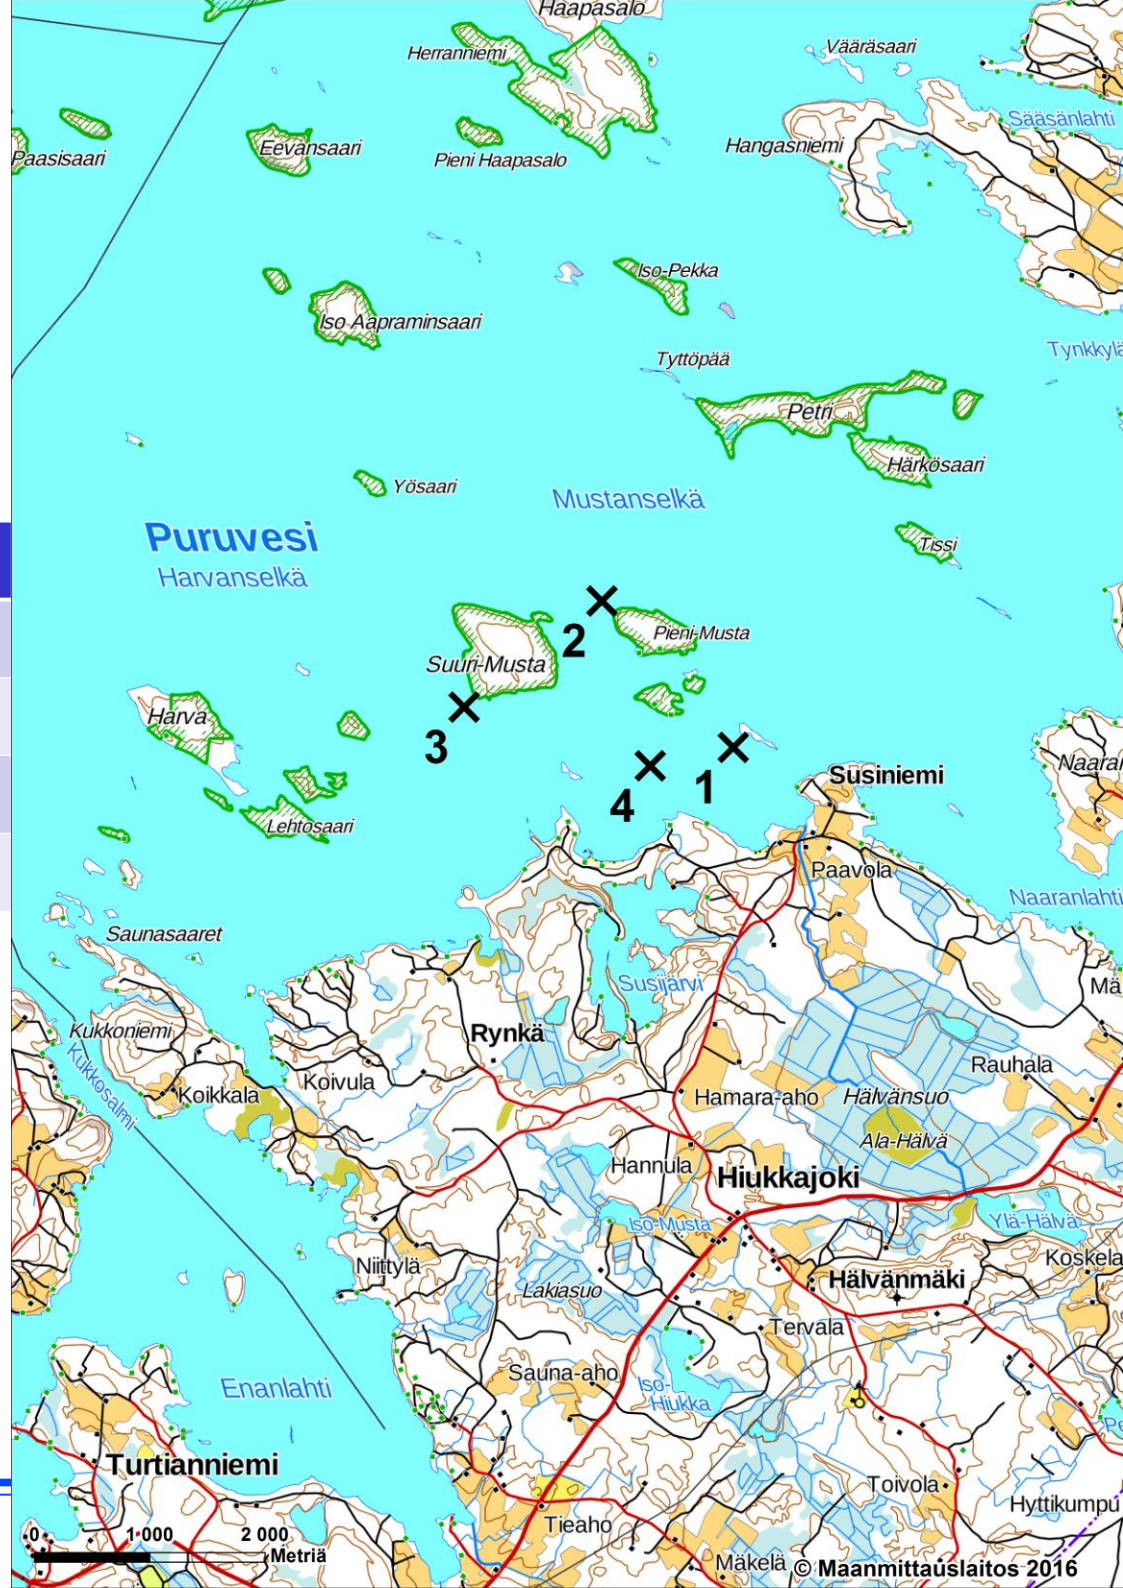 Haapasalo
Herranniemi
Vääräsaari
Sääsänlahti
Paasisaari
Eevansaari
Pieni Haapasalo
Hangasniemi
Iso-Pekka
Iso Aapraminsaari
Tynkkylä
Tyttöpää
Petri
Härkösaari
Yösaari
Mustanselkä
Puruvesi
Harvanselkä
Tissi
2
Pieni-Musta
Suuri-Musta
Harva
3
1
4
Susiniemi
Naarar
Lehtosaari
Paavola
Naaranlahti
Saunasaaret
Susijärvi
Mä
Kukkoniemi
Rynkä
Kukkosalmi
Koikkala
Koivula
Rauhala
Hamara-aho
Hälvänsuo
Ala-Hälvä
Hannula
Hiukkajoki
Iso-Musta
Ylä-Hälvä
Koskela
Niittylä
Lakiasuo
Hälvänmäki
Tervala
Sauna-aho
Enanlahti
Iso-
Hiukka
Pe
Turtianniemi
Toivola
Hyttikumpu
Tieaho
0 1 000 2 000
Metriä
Mäkelä
© Maanmittauslaitos 2016